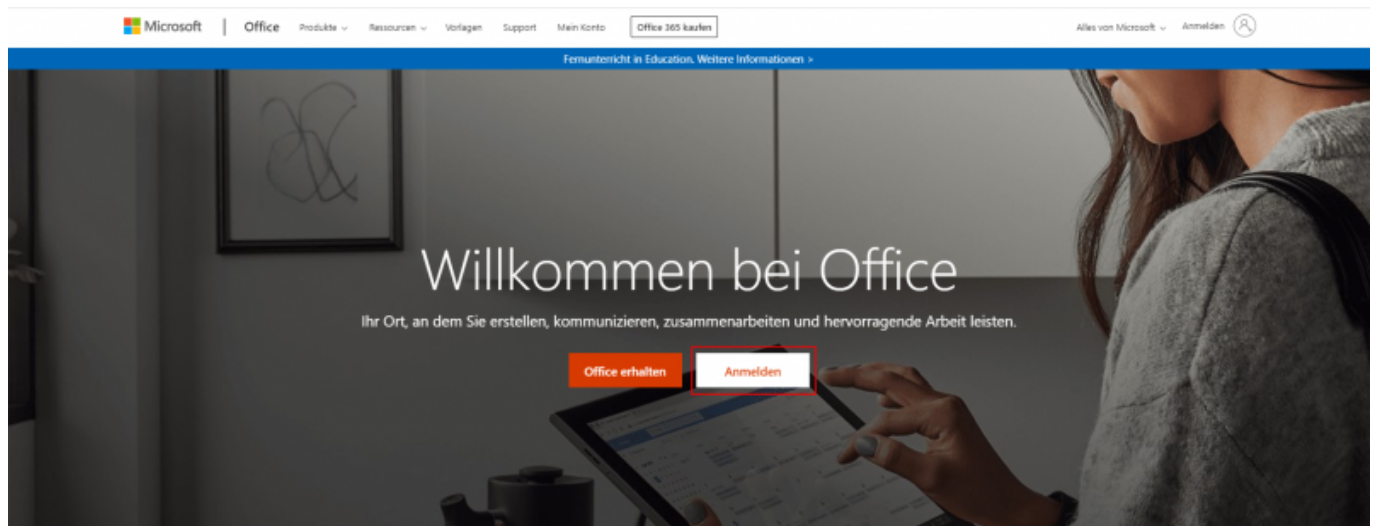 Microsoft | Office Produkte Ressourcen Vorlagen Support Mein Konto Office 365 kaufen Alles von Microsoft Anmelden
Fernunterricht in Education. Weitere Informationen >
Willkommen bei Office
Ihr Ort, an dem Sie erstellen, kommunizieren, zusammenarbeiten und hervorragende Arbeit leisten.
Office erhalten Anmelden